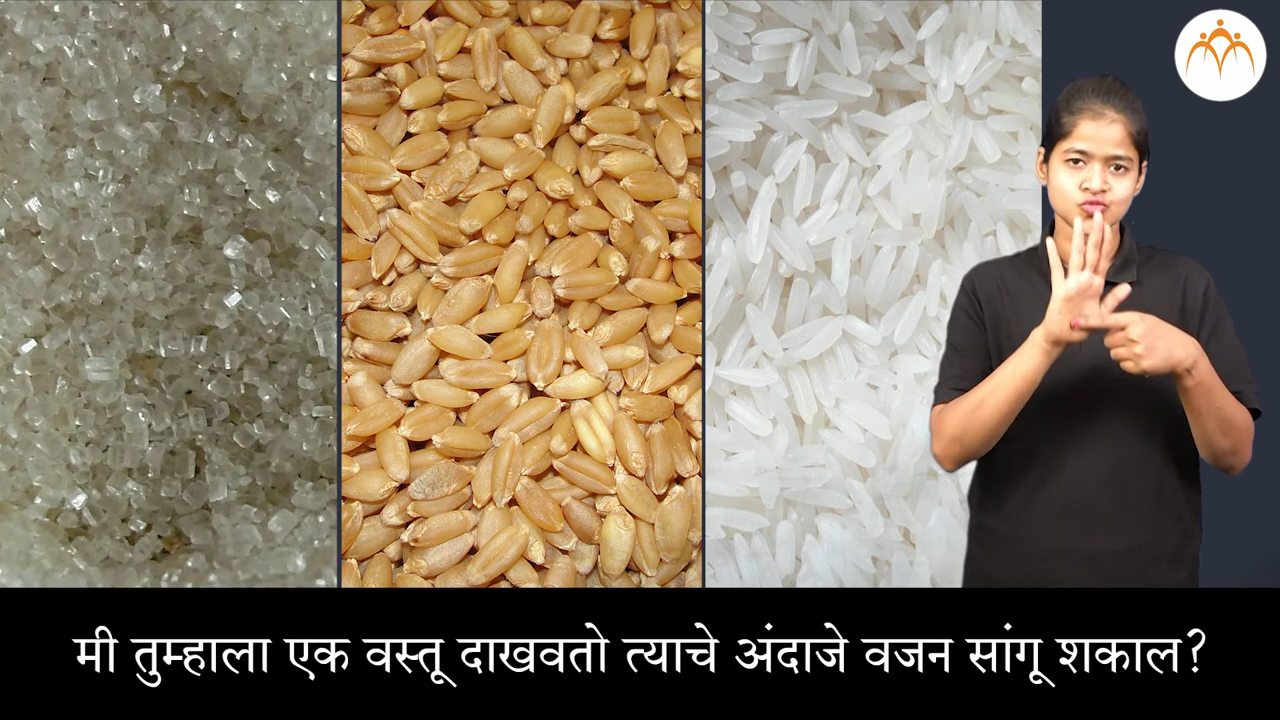 मी तुम्हाला एक वस्तू दाखवतो त्याचे अंदाजे वजन सांगू शकाल?